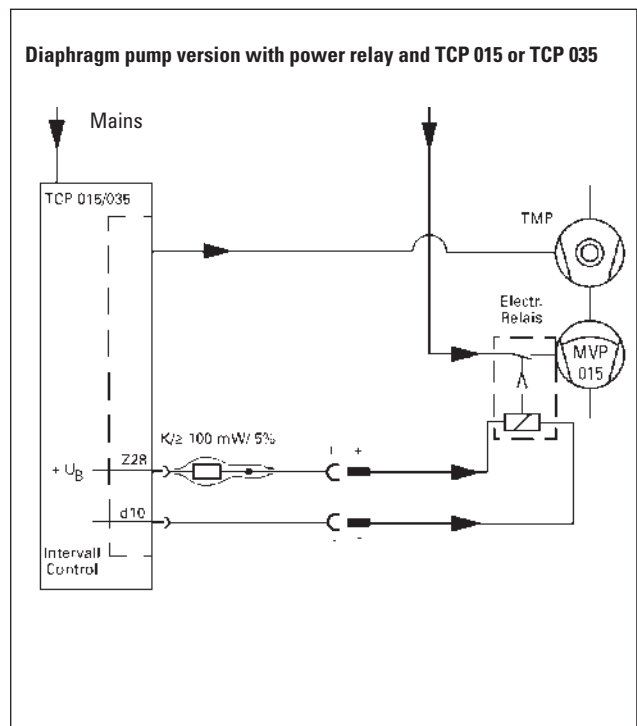 Diaphragm pump version with power relay and TCP 015 or TCP 035
Mains
TCP 015/035
TMP
Electr.
Relais
MVP
015
≥ 100 mW/ 5%
+ -
+ U_B
Z28
d10
Intervall
Control